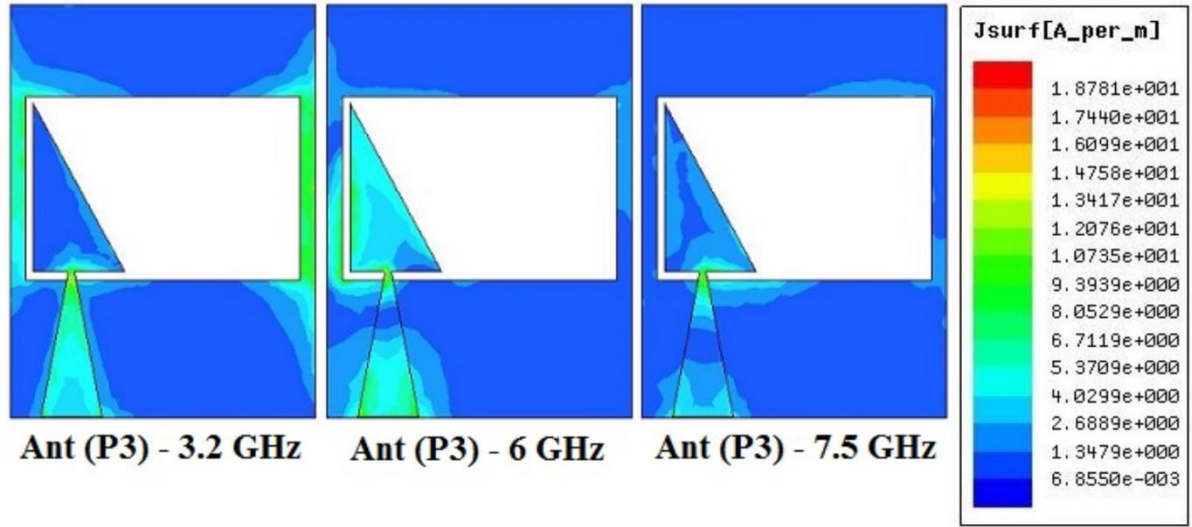 Jsurf[A_per_m]
1.8781e+001
1.7440e+001
1.6099e+001
1.4758e+001
1.3417e+001
1.2076e+001
1.0735e+001
9.3939e+000
8.0529e+000
6.7119e+000
5.3709e+000
4.0299e+000
2.6889e+000
1.3479e+000
6.8550e-003
Ant (P3) - 3.2 GHz
Ant (P3) - 6 GHz
Ant (P3) - 7.5 GHz